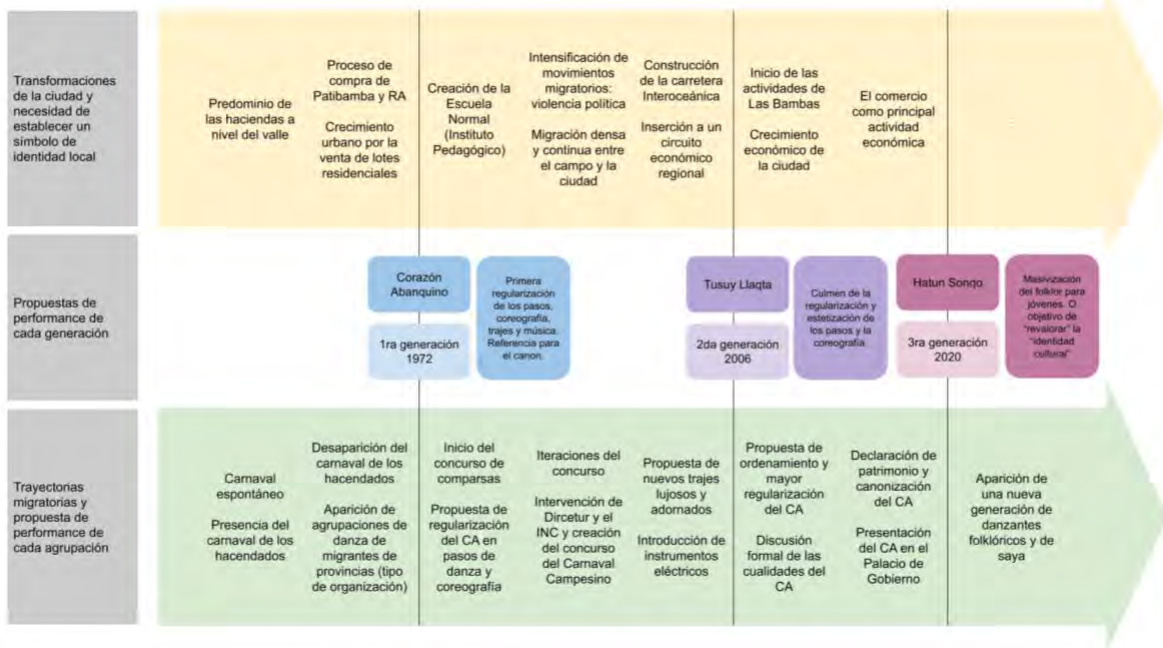 Transformaciones
de la ciudad y
necesidad de
establecer un
símbolo de
identidad local
Predominio de
las haciendas a
nivel del valle
Proceso de
compra de
Patibamba y RA
Crecimiento
urbano por la
venta de lotes
residenciales
Creación de la
Escuela
Normal
(Instituto
Pedagógico)
Intensificación de
movimientos
migratorios:
violencia política
Migración densa
y continua entre
el campo y la
ciudad
Construcción
de la carretera
Interoceánica
Inserción a un
circuito
económico
regional
Inicio de las
actividades de
Las Bambas
Crecimiento
económico de
la ciudad
El comercio
como principal
actividad
económica
Propuestas de
performance de
cada generación
Corazón
Abanquino
1ra generación
1972
Primera
regularización
de los pasos,
coreografía,
trajes y música.
Referencia para
el canon.
Tusuy Llaqta
2da generación
2006
Culmen de la
regularización y
estetización de
los pasos y la
coreografía
Hatun Sonqo
3ra generación
2020
Masivización
del folklor para
jóvenes. O
objetivo de
"revalorar" la
"identidad
cultural"
Trayectorias
migratorias y
propuesta de
performance de
cada agrupación
Carnaval
espontáneo
Presencia del
carnaval de los
hacendados
Desaparición del
carnaval de los
hacendados
Aparición de
agrupaciones de
danza de
migrantes de
provincias (tipo
de organización)
Inicio del
concurso de
comparsas
Propuesta de
regularización
del CA en
pasos de
danza y
coreografía
Iteraciones del
concurso
Intervención de
Dircetur y el
INC y creación
del concurso
del Carnaval
Campesino
Propuesta de
nuevos trajes
lujosos y
adornados
Introducción de
instrumentos
eléctricos
Propuesta de
ordenamiento y
mayor
regularización
del CA
Discusión
formal de las
cualidades del
CA
Declaración de
patrimonio y
canonización
del CA
Presentación
del CA en el
Palacio de
Gobierno
Aparición de
una nueva
generación de
danzantes
folklóricos y de
saya